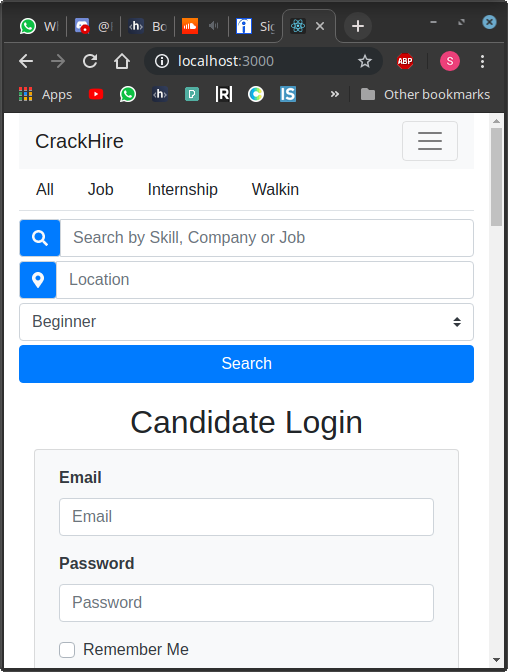 Wl @l Bo Sig
localhost:3000 ABP S
Apps |R| IS » Other bookmarks
CrackHire
All Job Internship Walkin
Search by Skill, Company or Job
Location
Beginner
Search
Candidate Login
Email
Email
Password
Password
Remember Me